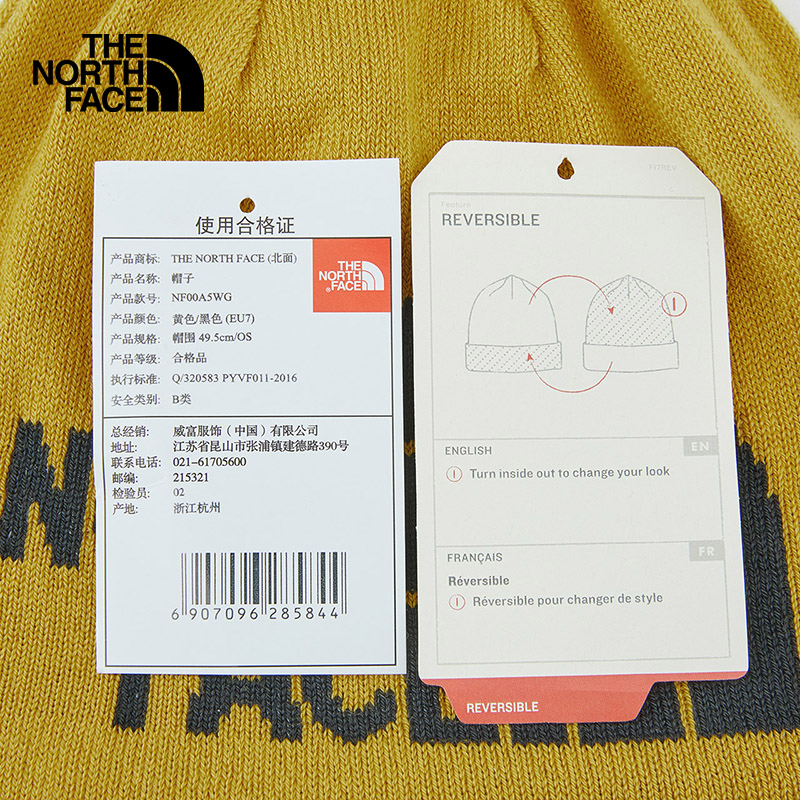 THE
NORTH
FACE
使用合格证
产品商标: THE NORTH FACE (北面)
产品名称: 帽子
产品款号: NF00A5WG
产品颜色: 黄色/黑色 (EU7)
产品规格: 帽围 49.5cm/OS
产品等级: 合格品
执行标准: Q/320583 PYVF011-2016
安全类别: B类
THE
NORTH
FACE
®
总经销: 威富服饰（中国）有限公司
地址: 江苏省昆山市张浦镇建德路390号
联系电话: 021-61705600
邮编: 215321
检验员: 02
产地: 浙江杭州
6 907096 285844
F17REV
Feature
REVERSIBLE
ENGLISH EN
Turn inside out to change your look
FRANÇAIS FR
Réversible
Réversible pour changer de style
REVERSIBLE
N
FACE